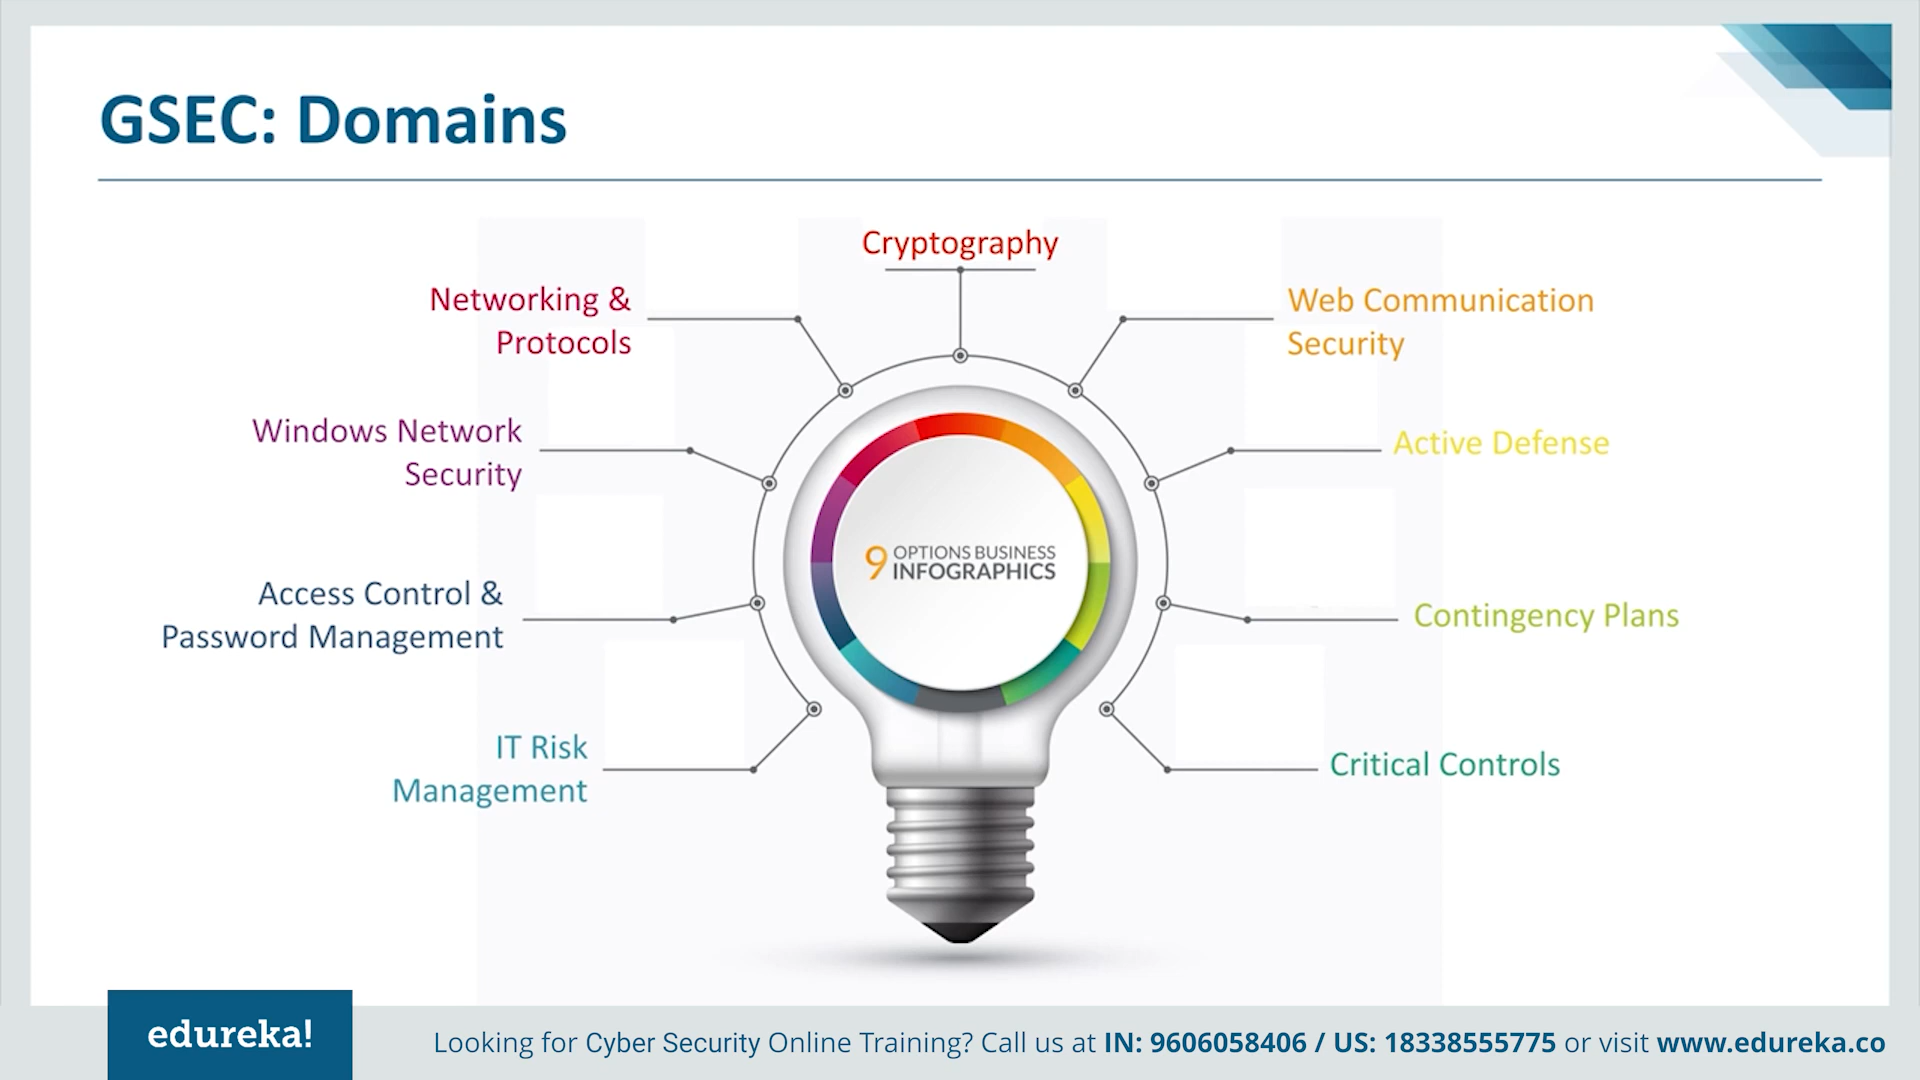 GSEC: Domains
Cryptography
Networking &
Protocols
Web Communication
Security
Windows Network
Security
Active Defense
9 OPTIONS BUSINESS
INFOGRAPHICS
Access Control &
Password Management
Contingency Plans
IT Risk
Management
Critical Controls
edureka!
Looking for Cyber Security Online Training? Call us at IN: 9606058406 / US: 18338555775 or visit www.edureka.co